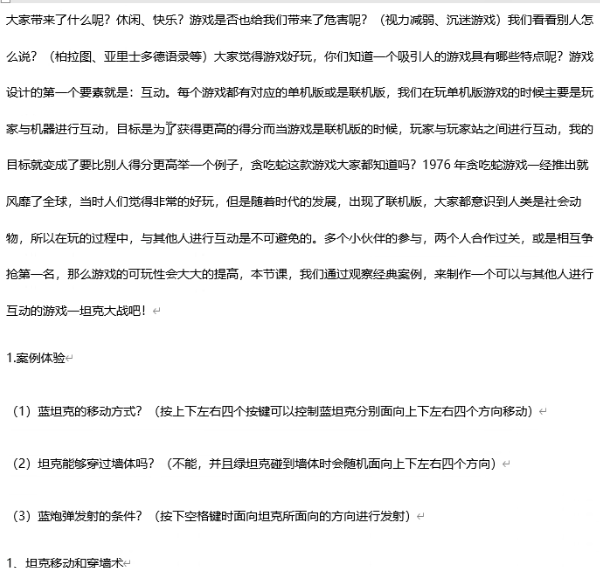 大家带来了什么呢？休闲、快乐？游戏是否也给我们带来了危害呢？（视力减弱、沉迷游戏）我们看看别人怎
么说？（柏拉图、亚里士多德语录等）大家觉得游戏好玩，你们知道一个吸引人的游戏具有哪些特点呢？游戏
设计的第一个要素就是：互动。每个游戏都有对应的单机版或是联机版，我们在玩单机版游戏的时候主要是玩
家与机器进行互动，目标是为了获得更高的得分而当游戏是联机版的时候，玩家与玩家站之间进行互动，我的
目标就变成了要比别人得分更高举一个例子，贪吃蛇这款游戏大家都知道吗？1976 年贪吃蛇游戏一经推出就
风靡了全球，当时人们觉得非常的好玩，但是随着时代的发展，出现了联机版，大家都意识到人类是社会动
物，所以在玩的过程中，与其他人进行互动是不可避免的。多个小伙伴的参与，两个人合作过关，或是相互争
抢第一名，那么游戏的可玩性会大大的提高，本节课，我们通过观察经典案例，来制作一个可以与其他人进行
互动的游戏—坦克大战吧！
1.案例体验
（1）蓝坦克的移动方式？（按上下左右四个按键可以控制蓝坦克分别面向上下左右四个方向移动）
（2）坦克能够穿过墙体吗？（不能，并且绿坦克碰到墙体时会随机面向上下左右四个方向）
（3）蓝炮弹发射的条件？（按下空格键时面向坦克所面向的方向进行发射）
1、坦克移动和穿墙术